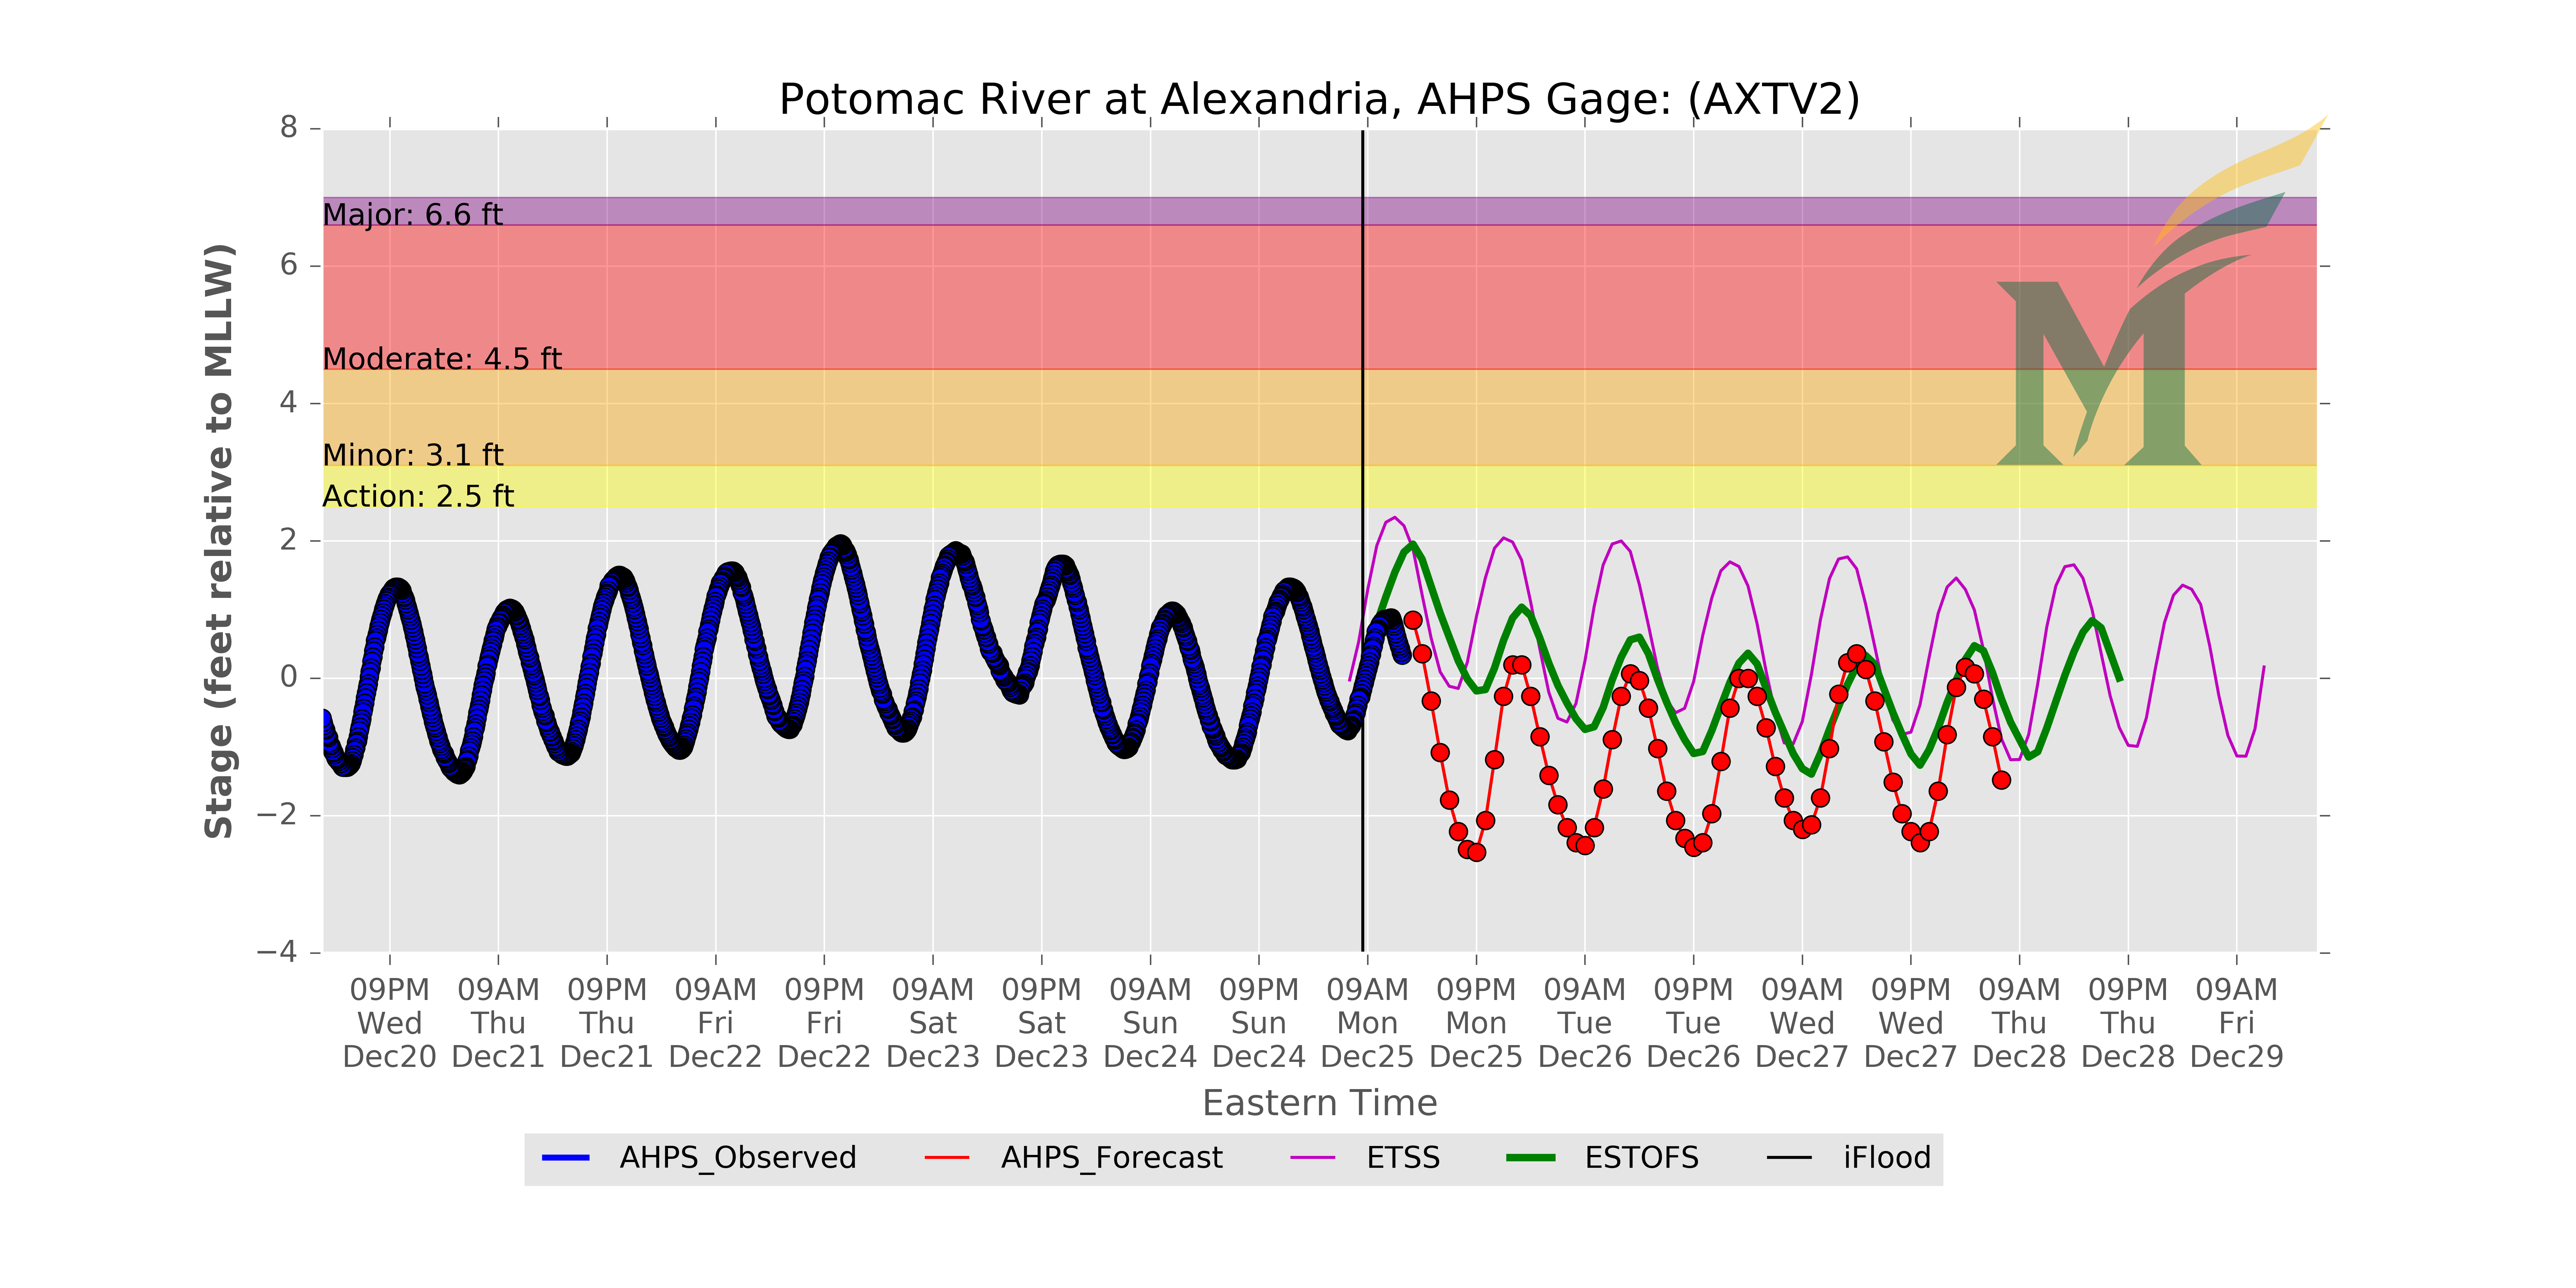 Potomac River at Alexandria, AHPS Gage: (AXTV2)
Stage (feet relative to MLLW)
8
6
4
2
0
−2
−4
Major: 6.6 ft
Moderate: 4.5 ft
Minor: 3.1 ft
Action: 2.5 ft
M
09PM 09AM 09PM 09AM 09PM 09AM 09PM 09AM 09PM 09AM 09PM 09AM 09PM 09AM 09PM 09AM 09PM 09AM
Wed Thu Thu Fri Fri Sat Sat Sun Sun Mon Mon Tue Tue Wed Wed Thu Thu Fri
Dec20 Dec21 Dec21 Dec22 Dec22 Dec23 Dec23 Dec24 Dec24 Dec25 Dec25 Dec26 Dec26 Dec27 Dec27 Dec28 Dec28 Dec29
Eastern Time
AHPS_Observed AHPS_Forecast ETSS ESTOFS iFlood